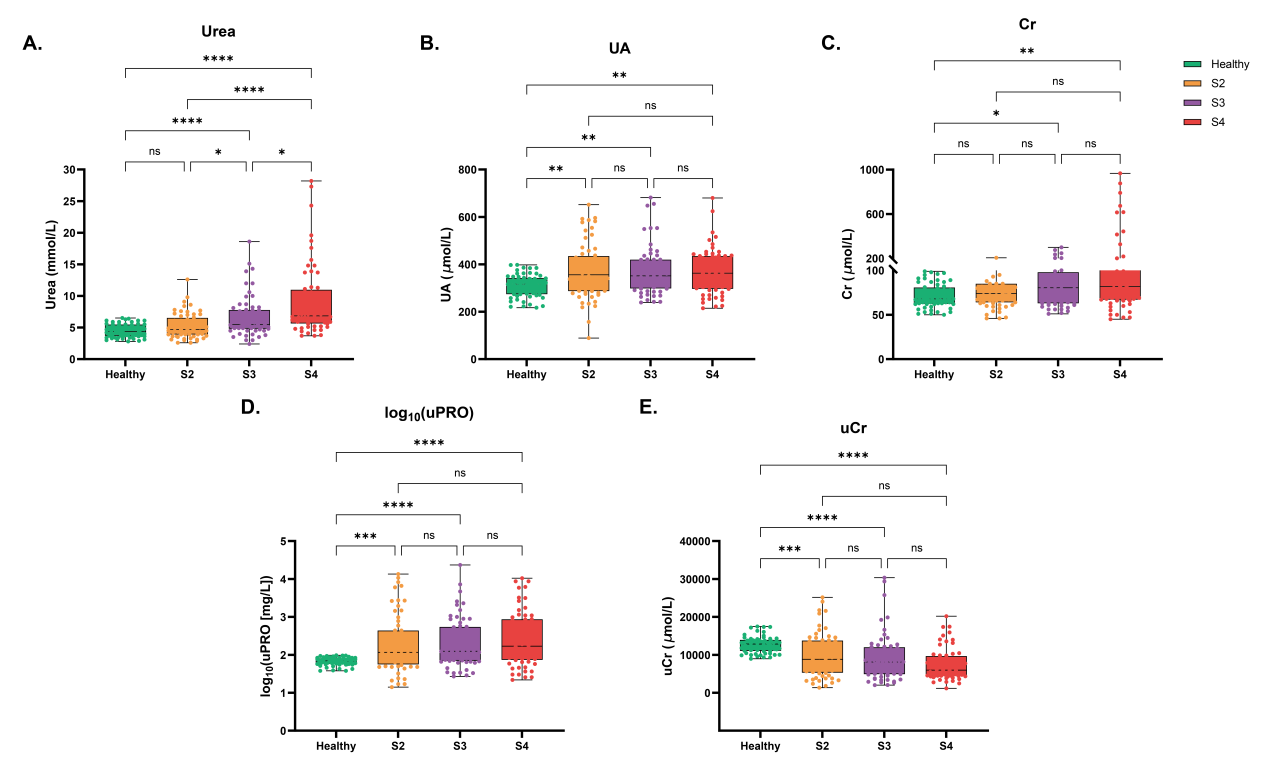 A.
Urea
****
****
****
ns
*
*
30
25
20
15
10
5
0
Urea (mmol/L)
Healthy
S2
S3
S4
B.
UA
**
ns
**
**
ns
ns
800
600
400
200
0
UA (μmol/L)
Healthy
S2
S3
S4
C.
Cr
**
ns
*
ns
ns
ns
1000
600
200
100
50
0
Cr (μmol/L)
Healthy
S2
S3
S4
Healthy
S2
S3
S4
D.
log10(uPRO)
****
ns
****
***
ns
ns
5
4
3
2
1
0
log10(uPRO [mg/L])
Healthy
S2
S3
S4
E.
uCr
****
ns
****
***
ns
ns
40000
30000
20000
10000
0
uCr (μmol/L)
Healthy
S2
S3
S4